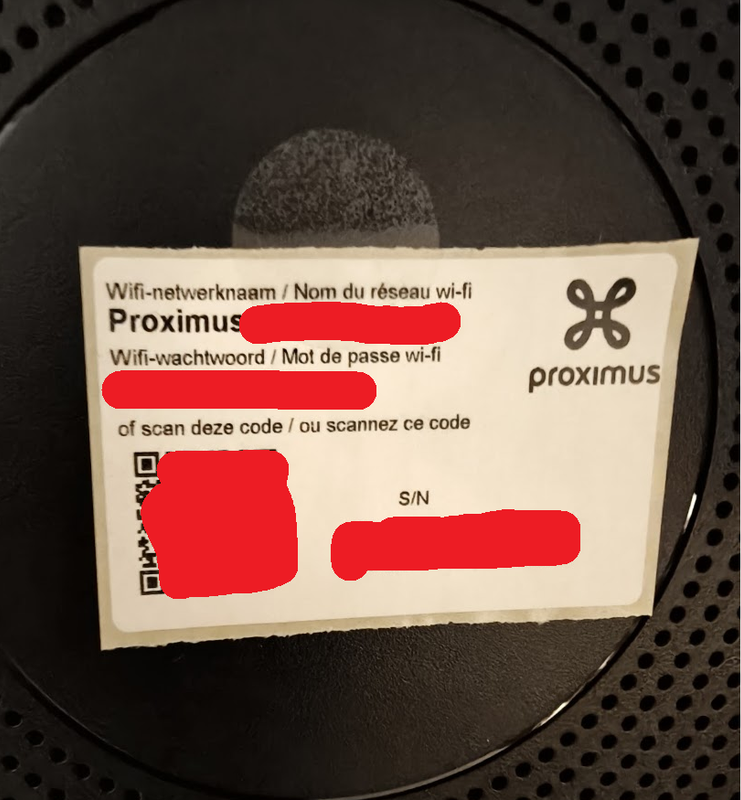 Wifi-netwerknaam / Nom du réseau wi-fi
Proximus
Wifi-wachtwoord / Mot de passe wi-fi
of scan deze code / ou scannez ce code
S/N
proximus